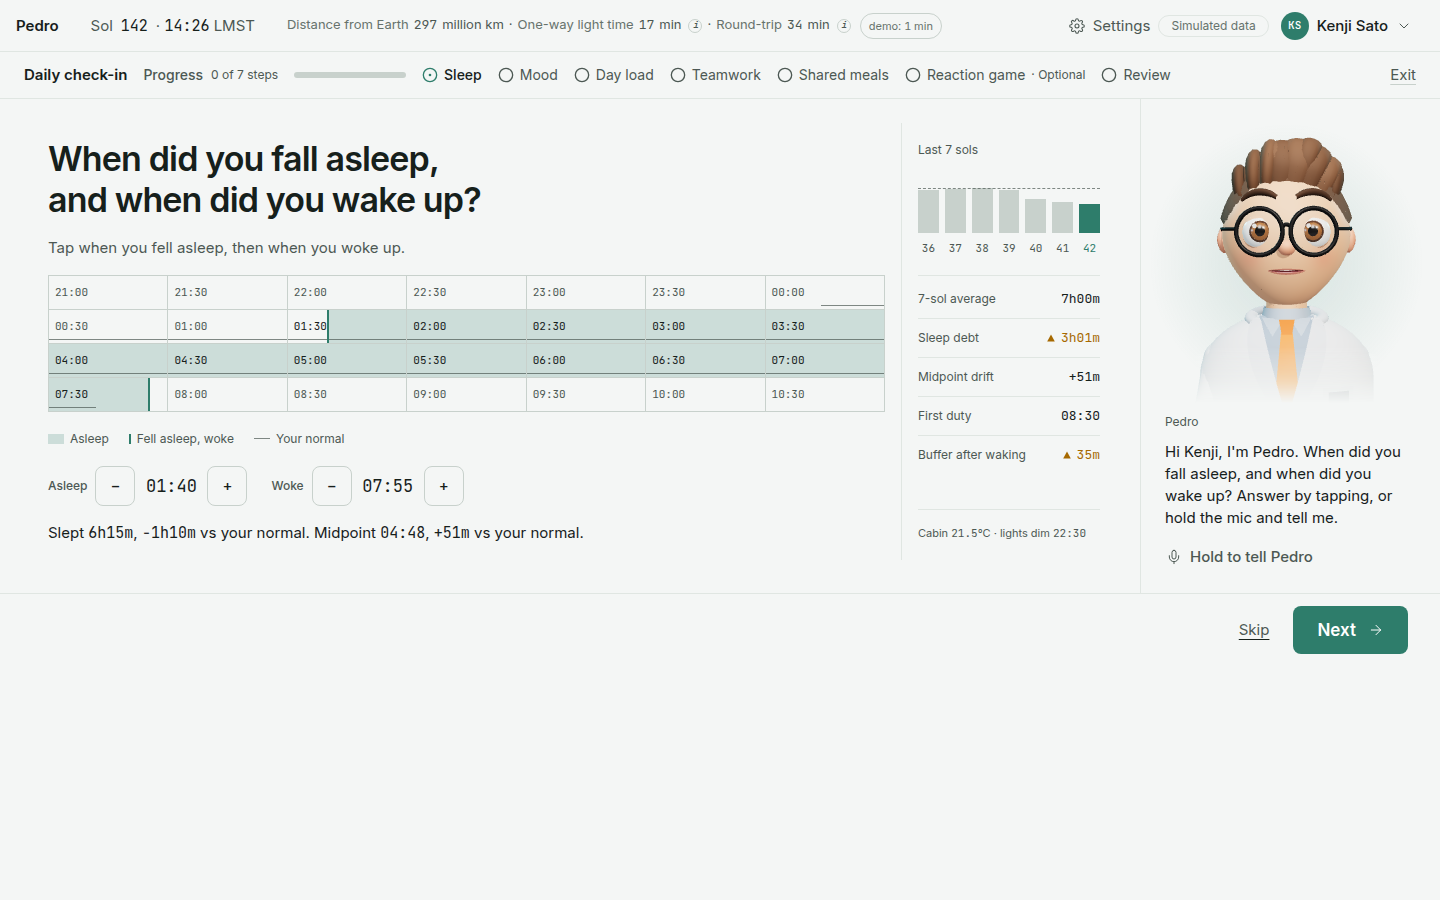 Pedro Sol 142 · 14:26 LMST Distance from Earth 297 million km · One-way light time 17 min i · Round-trip 34 min i demo: 1 min Settings Simulated data KS Kenji Sato
Daily check-in Progress 0 of 7 steps Sleep Mood Day load Teamwork Shared meals Reaction game · Optional Review Exit
When did you fall asleep,
and when did you wake up?
Tap when you fell asleep, then when you woke up.
21:00 21:30 22:00 22:30 23:00 23:30 00:00
00:30 01:00 01:30 02:00 02:30 03:00 03:30
04:00 04:30 05:00 05:30 06:00 06:30 07:00
07:30 08:00 08:30 09:00 09:30 10:00 10:30
Asleep Fell asleep, woke Your normal
Asleep − 01:40 + Woke − 07:55 +
Slept 6h15m, -1h10m vs your normal. Midpoint 04:48, +51m vs your normal.
Last 7 sols
36 37 38 39 40 41 42
7-sol average 7h00m
Sleep debt ▲ 3h01m
Midpoint drift +51m
First duty 08:30
Buffer after waking ▲ 35m
Cabin 21.5°C · lights dim 22:30
Pedro
Hi Kenji, I'm Pedro. When did you
fall asleep, and when did you
wake up? Answer by tapping, or
hold the mic and tell me.
Hold to tell Pedro
Skip Next →